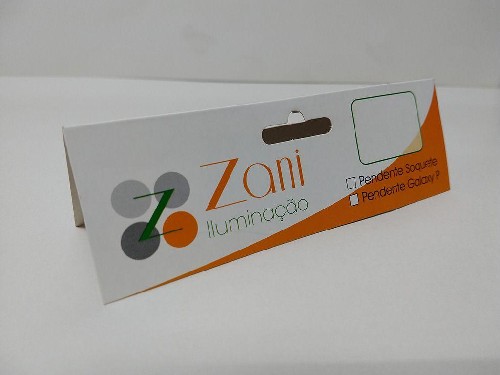 Z
Zani
Iluminação
Pendente Soquete
Pendente Galaxy P